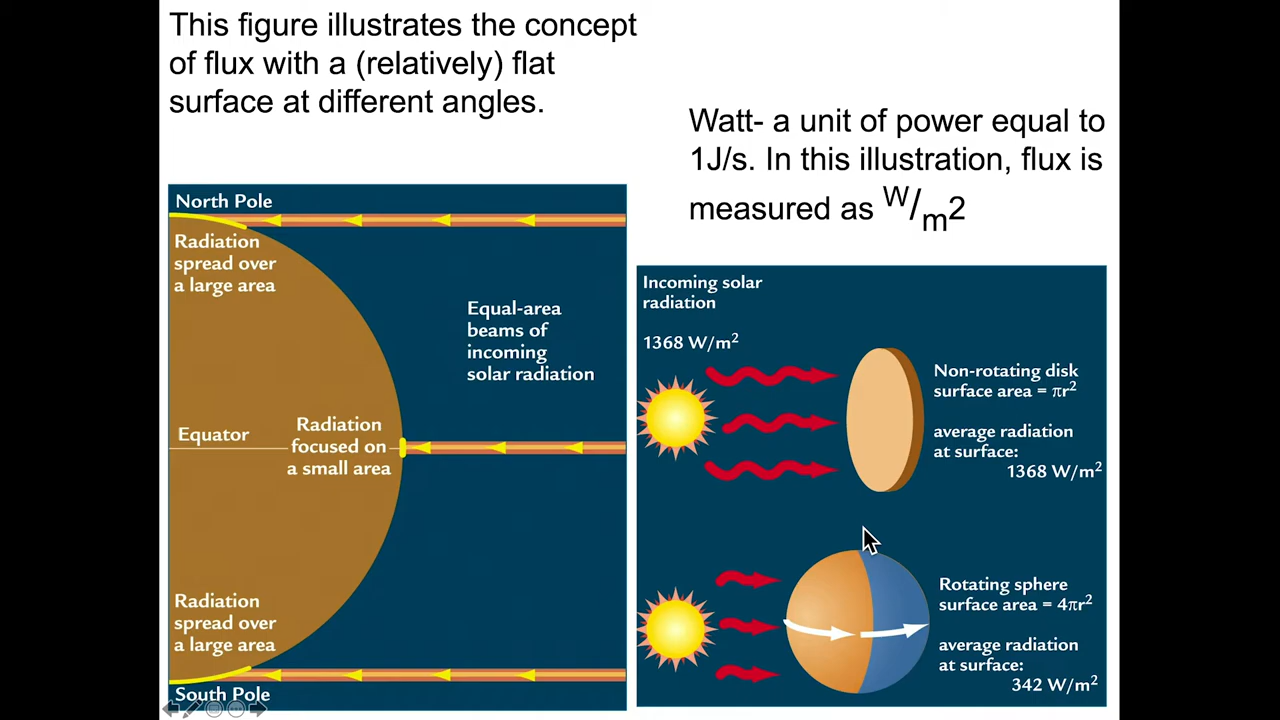 This figure illustrates the concept
of flux with a (relatively) flat
surface at different angles.
Watt- a unit of power equal to
1J/s. In this illustration, flux is
measured as W/m2
North Pole
Radiation
spread over
a large area
Equal-area
beams of
incoming
solar radiation
Equator
Radiation
focused on
a small area
Radiation
spread over
a large area
South Pole
Incoming solar
radiation
1368 W/m²
Non-rotating disk
surface area = πr²
average radiation
at surface:
1368 W/m²
Rotating sphere
surface area = 4πr²
average radiation
at surface:
342 W/m²